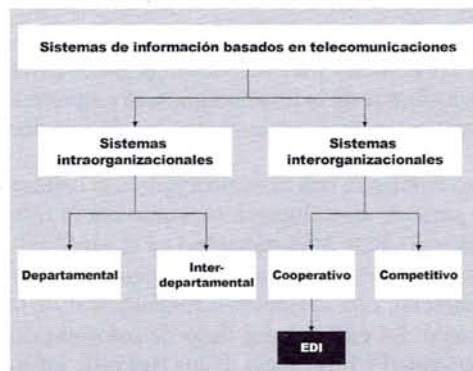 Sistemas de información basados en telecomunicaciones
Sistemas
intraorganizacionales
Sistemas
interorganizacionales
Departamental
Inter-
departamental
Cooperativo
Competitivo
EDI